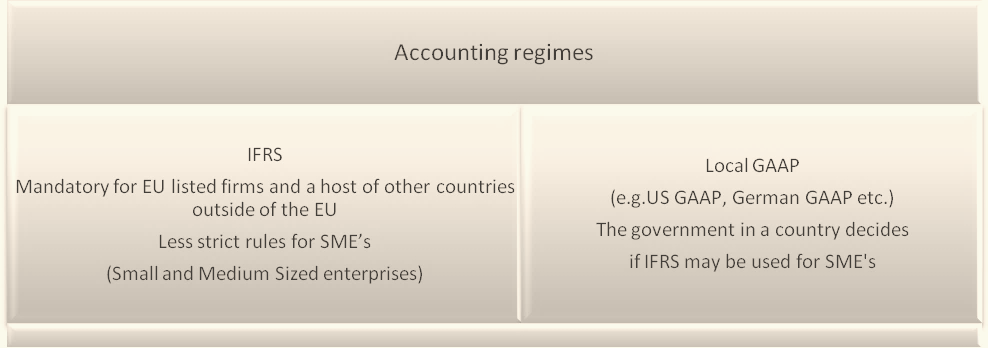 Accounting regimes
IFRS
Mandatory for EU listed firms and a host of other countries
outside of the EU
Less strict rules for SME’s
(Small and Medium Sized enterprises)
Local GAAP
(e.g.US GAAP, German GAAP etc.)
The government in a country decides
if IFRS may be used for SME's